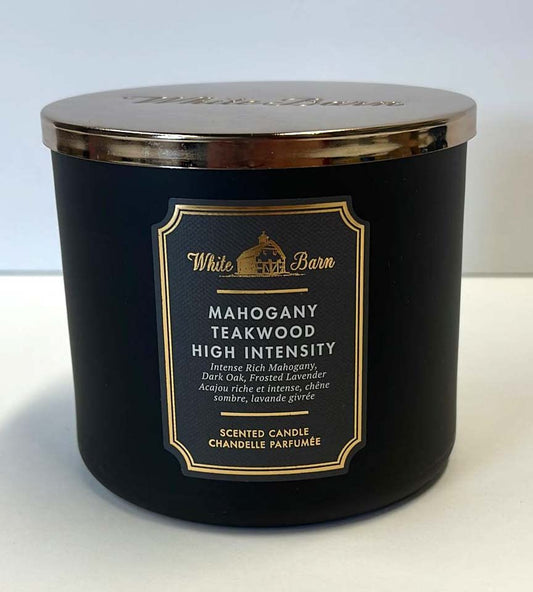 White Barn
White Barn
MAHOGANY
TEAKWOOD
HIGH INTENSITY
Intense Rich Mahogany,
Dark Oak, Frosted Lavender
Acajou riche et intense, chêne
sombre, lavande givrée
SCENTED CANDLE
CHANDELLE PARFUMÉE